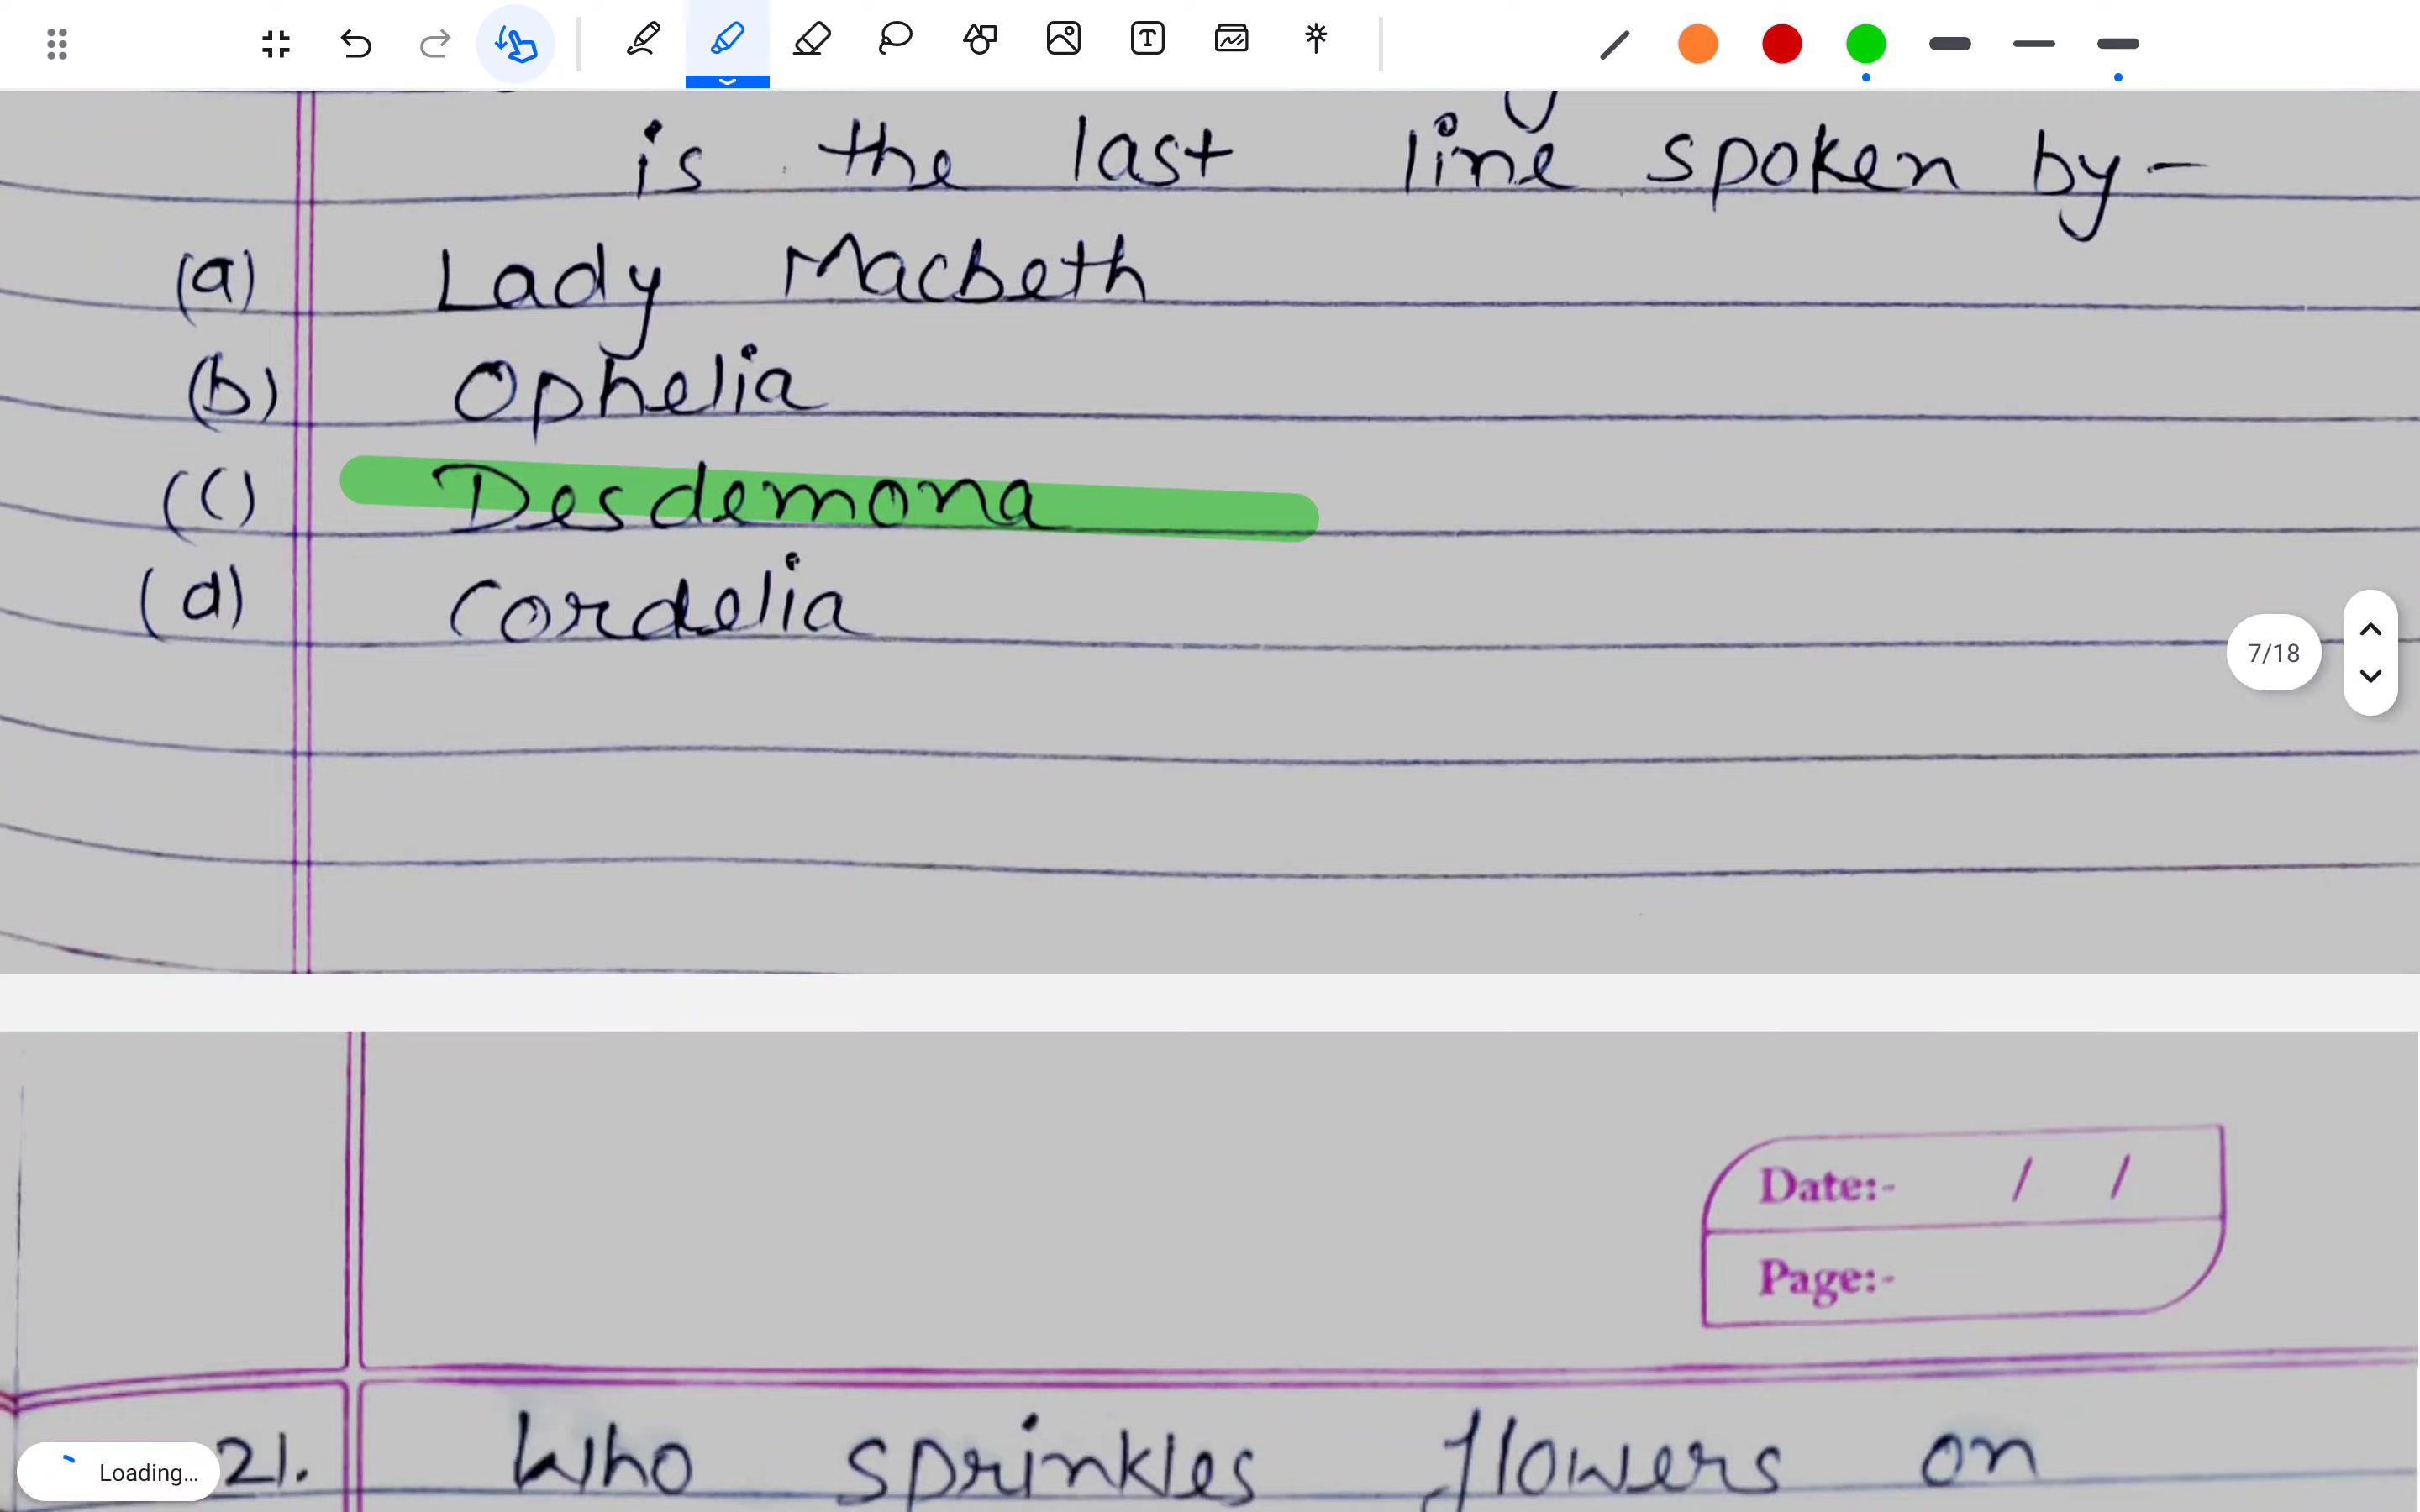 is the last line spoken by-
(a) Lady Macbeth
(b) Ophelia
(c) Desdemona
(d) Cordelia
7/18
Date:- / /
Page:-
Loading...
21. Who sprinkles flowers on